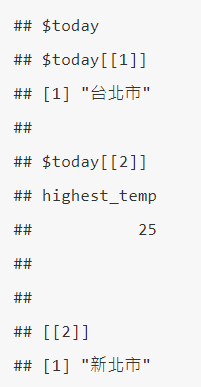 ## $today
## $today[[1]]
## [1] "台北市"
##
## $today[[2]]
## highest_temp
##           25
##
##
## [[2]]
## [1] "新北市"